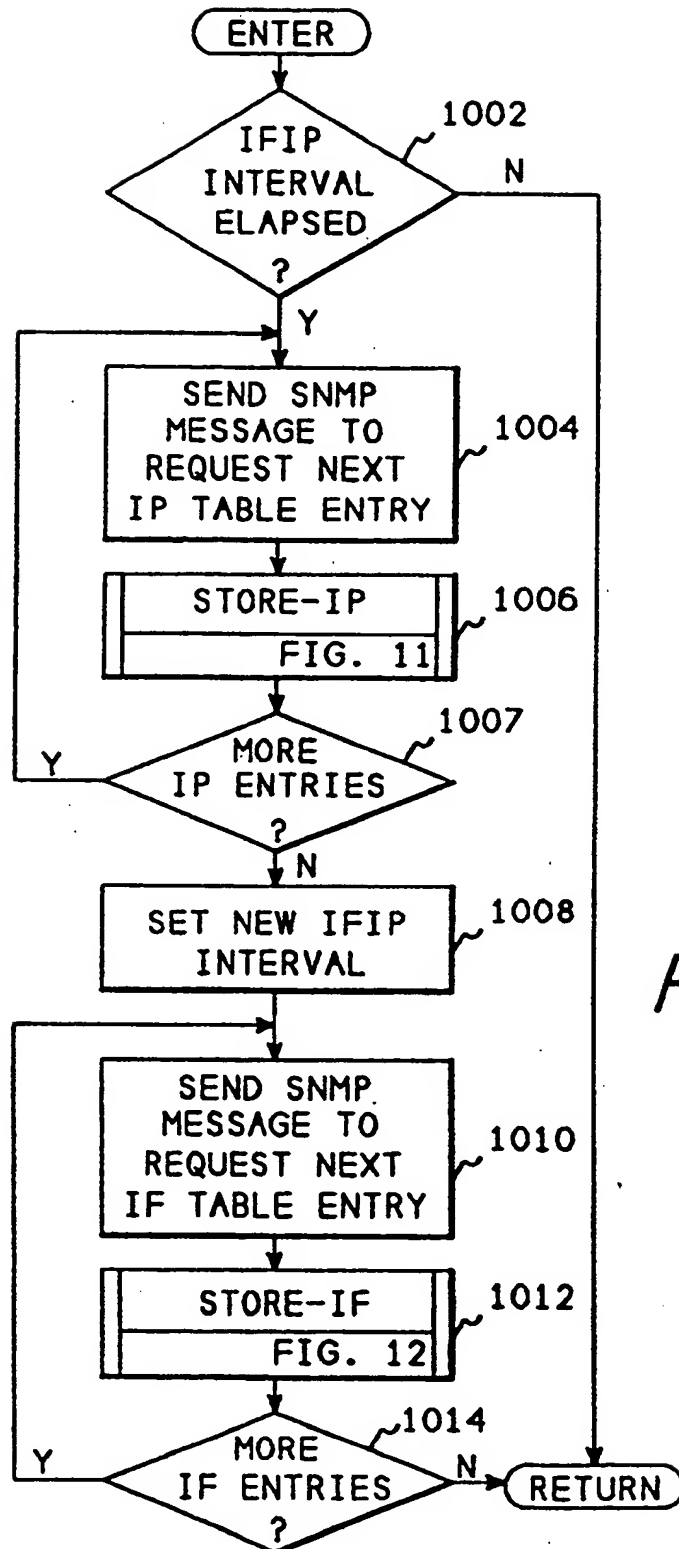 ENTER
IFIP
INTERVAL
ELAPSED
?
1002
N
Y
SEND SNMP
MESSAGE TO
REQUEST NEXT
IP TABLE ENTRY
1004
STORE-IP
FIG. 11
1006
MORE
IP ENTRIES
?
1007
Y
N
SET NEW IFIP
INTERVAL
1008
A
SEND SNMP
MESSAGE TO
REQUEST NEXT
IF TABLE ENTRY
1010
STORE-IF
FIG. 12
1012
MORE
IF ENTRIES
?
1014
Y
N
RETURN